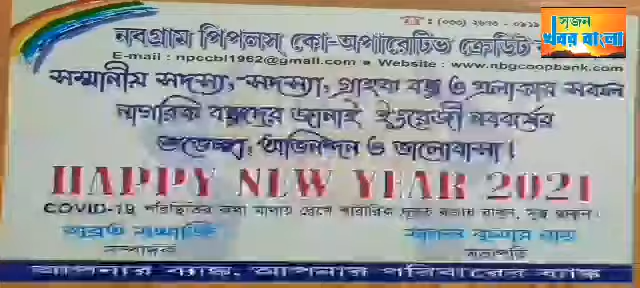 সৃজন
খবর বাংলা
নবগ্রাম পিপলস্ কো-অপারেটিভ ক্রেডিট
E-mail : npccbl1962@gmail.com ● Website : www.nbgcoopbank.com
সম্মানীয় সদস্য, সদস্যা, গ্রাহক বন্ধু ও এলাকার সকল
নাগরিক বন্ধুদের জানাই ইংরেজী নববর্ষের
শুভেচ্ছা, অভিনন্দন ও ভালোবাসা।
HAPPY NEW YEAR 2021
COVID-19 পরিস্থিতির কথা মাথায় রেখে শারীরিক দূরত্ব বজায় রাখুন, সুস্থ থাকুন।
সম্পাদক
সভাপতি
আপনার ব্যাঙ্ক, আপনার পরিবারের ব্যাঙ্ক